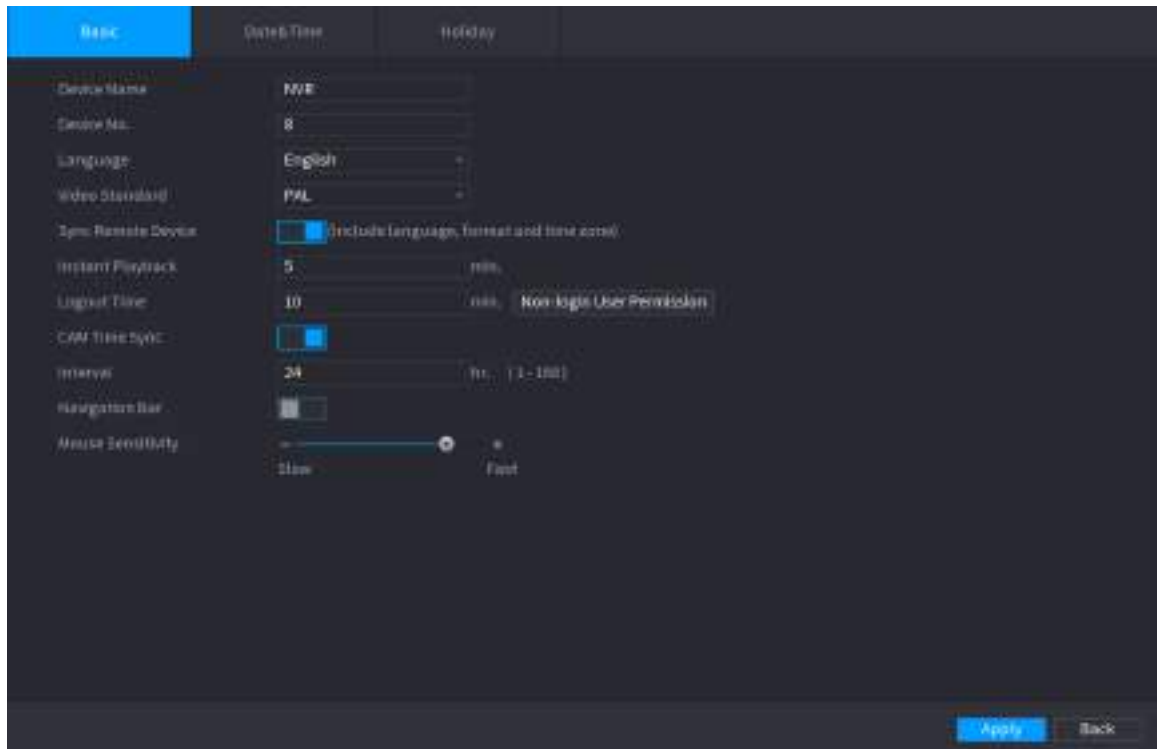 Basic Date&Time Holiday
Device Name NVR
Device No. 8
Language English
Video Standard PAL
Sync Remote Device (Include language, format and time zone)
Instant Playback 5 min.
Logout Time 10 min. Non-login User Permission
CAM Time Sync
Interval 24 hr. (1-168)
Navigation Bar
Mouse Sensitivity
Slow Fast
Apply Back